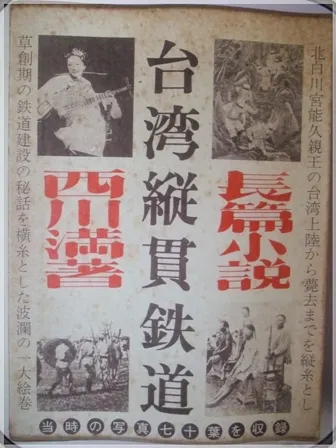 北白川宮能久親王の台湾上陸から薨去までを縦糸とし
長篇小説
台湾縦貫鉄道
西川満著
草創期の鉄道建設の秘話を横糸とした波瀾の一大絵巻
当時の写真七十葉を収録